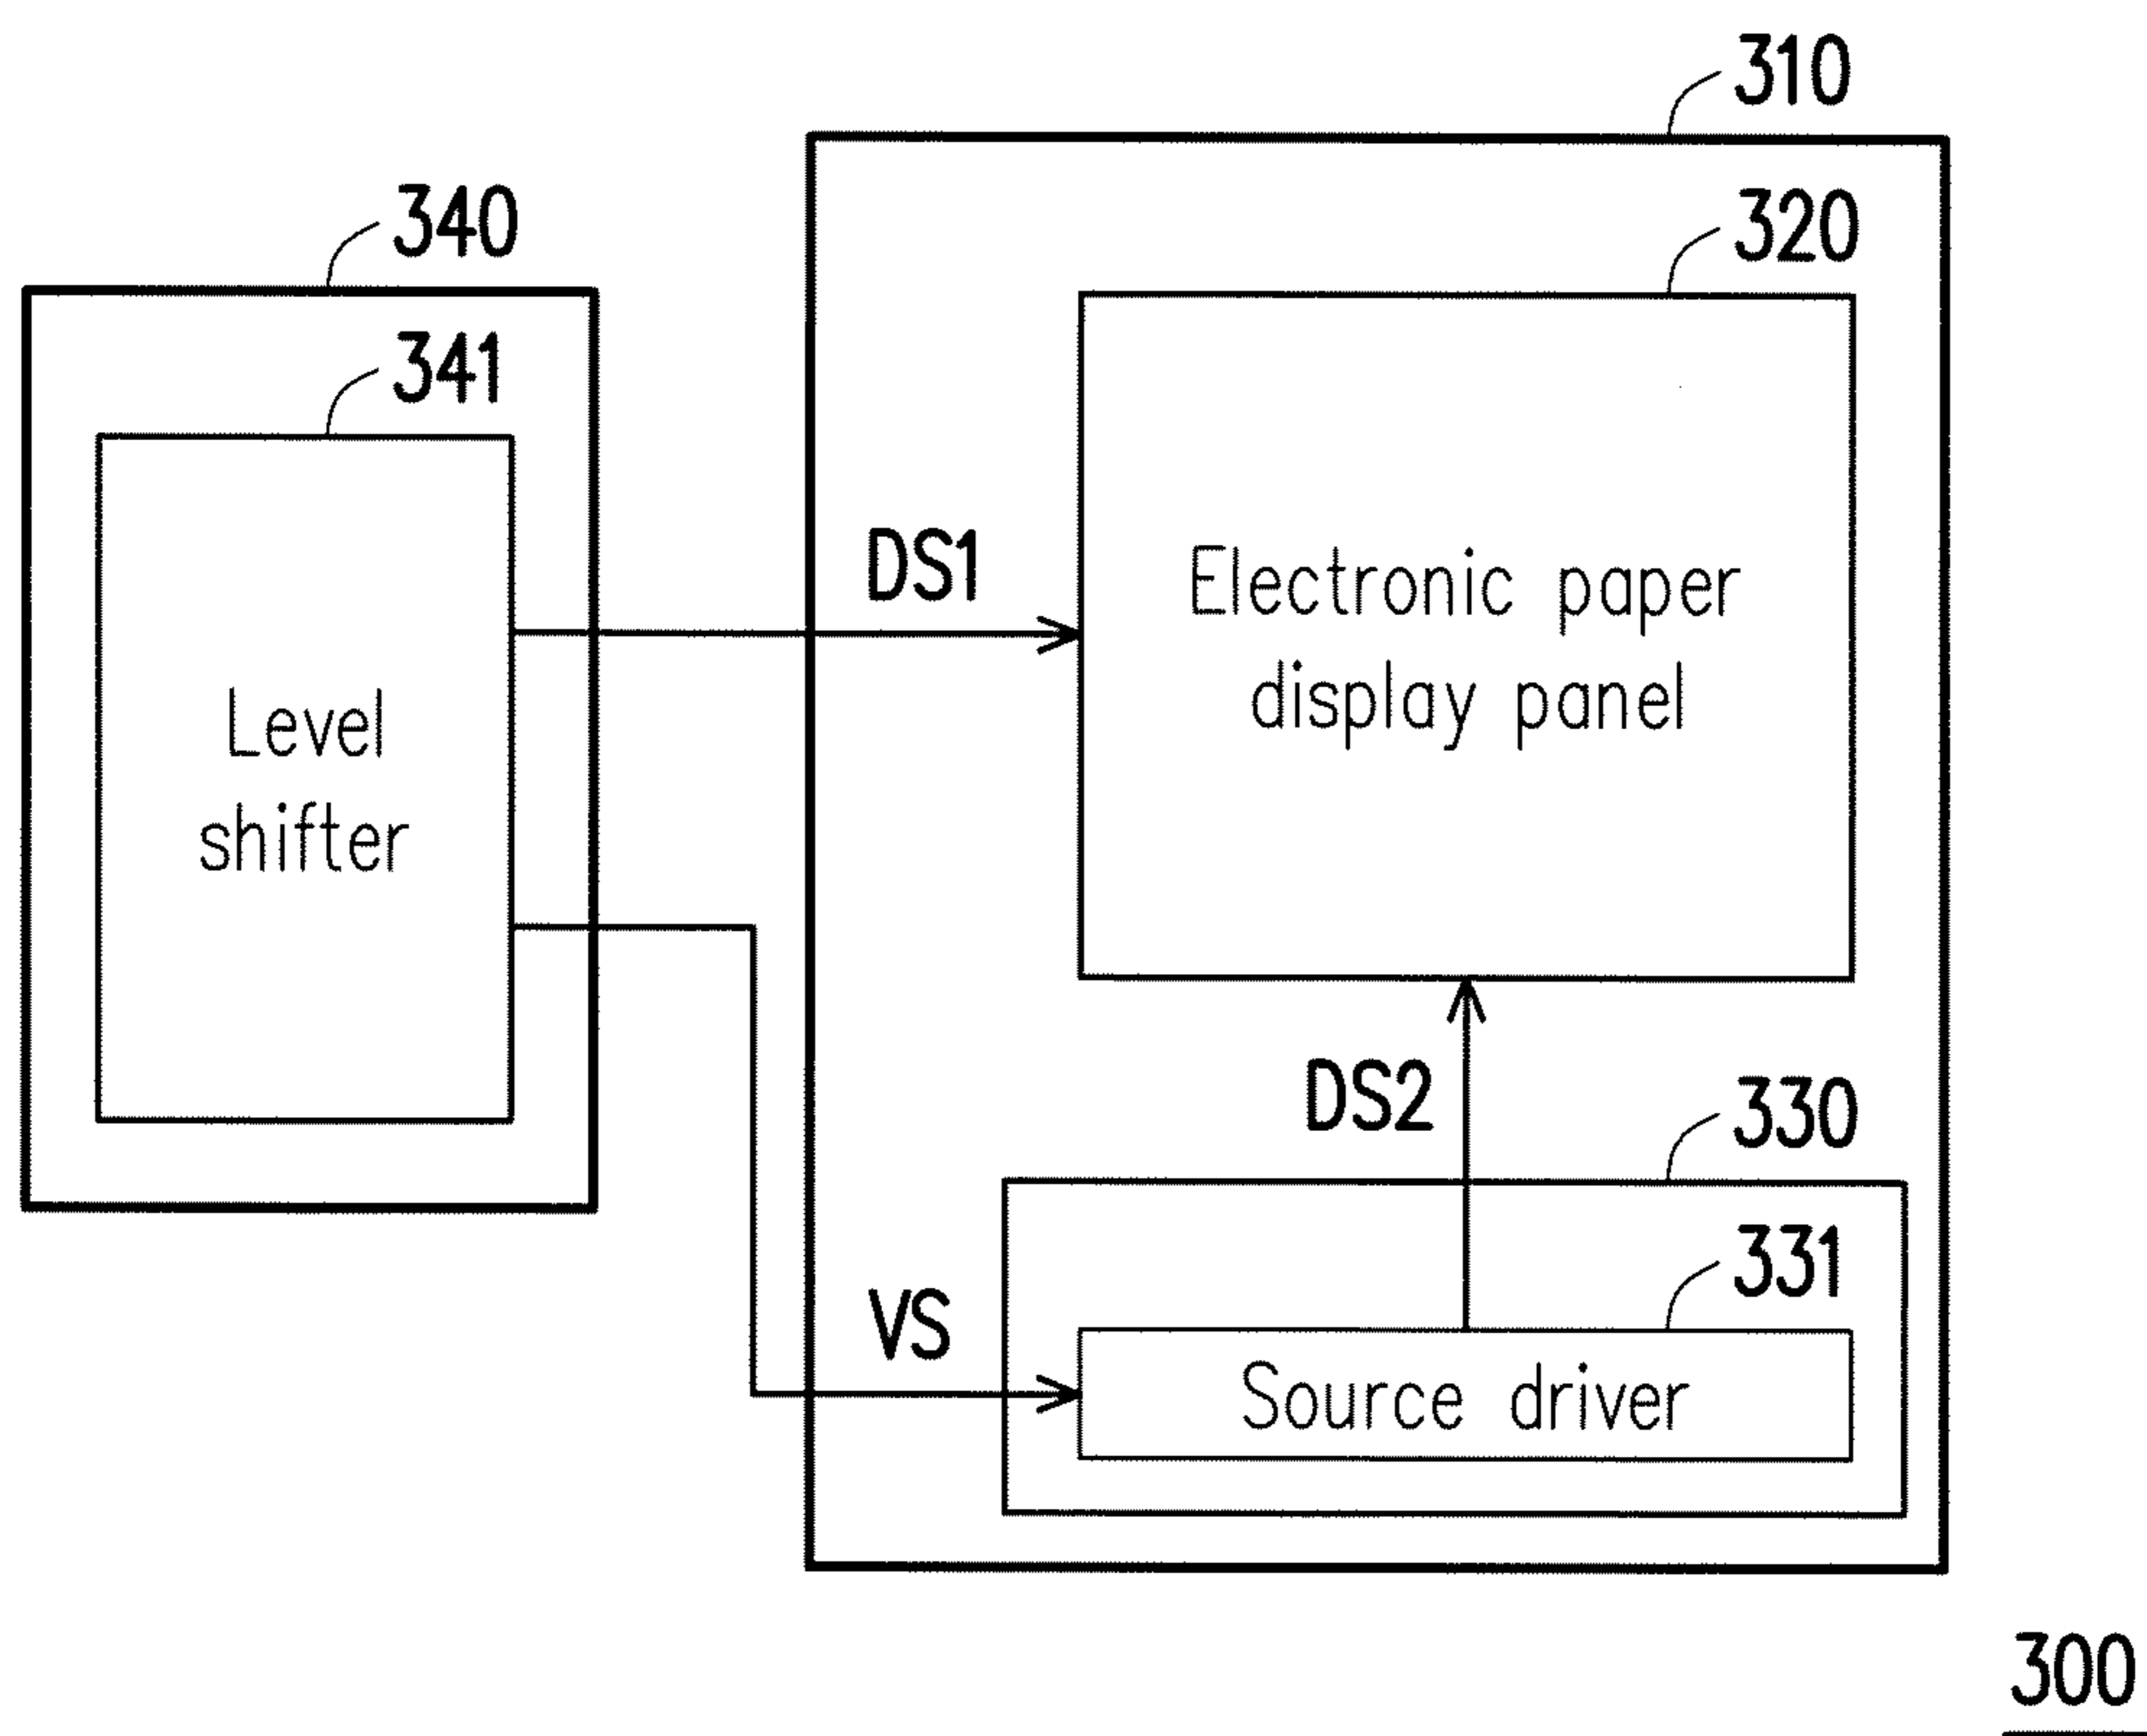 310
320
340
341
DS1
Electronic paper
display panel
Level
shifter
DS2
330
331
VS
Source driver
300